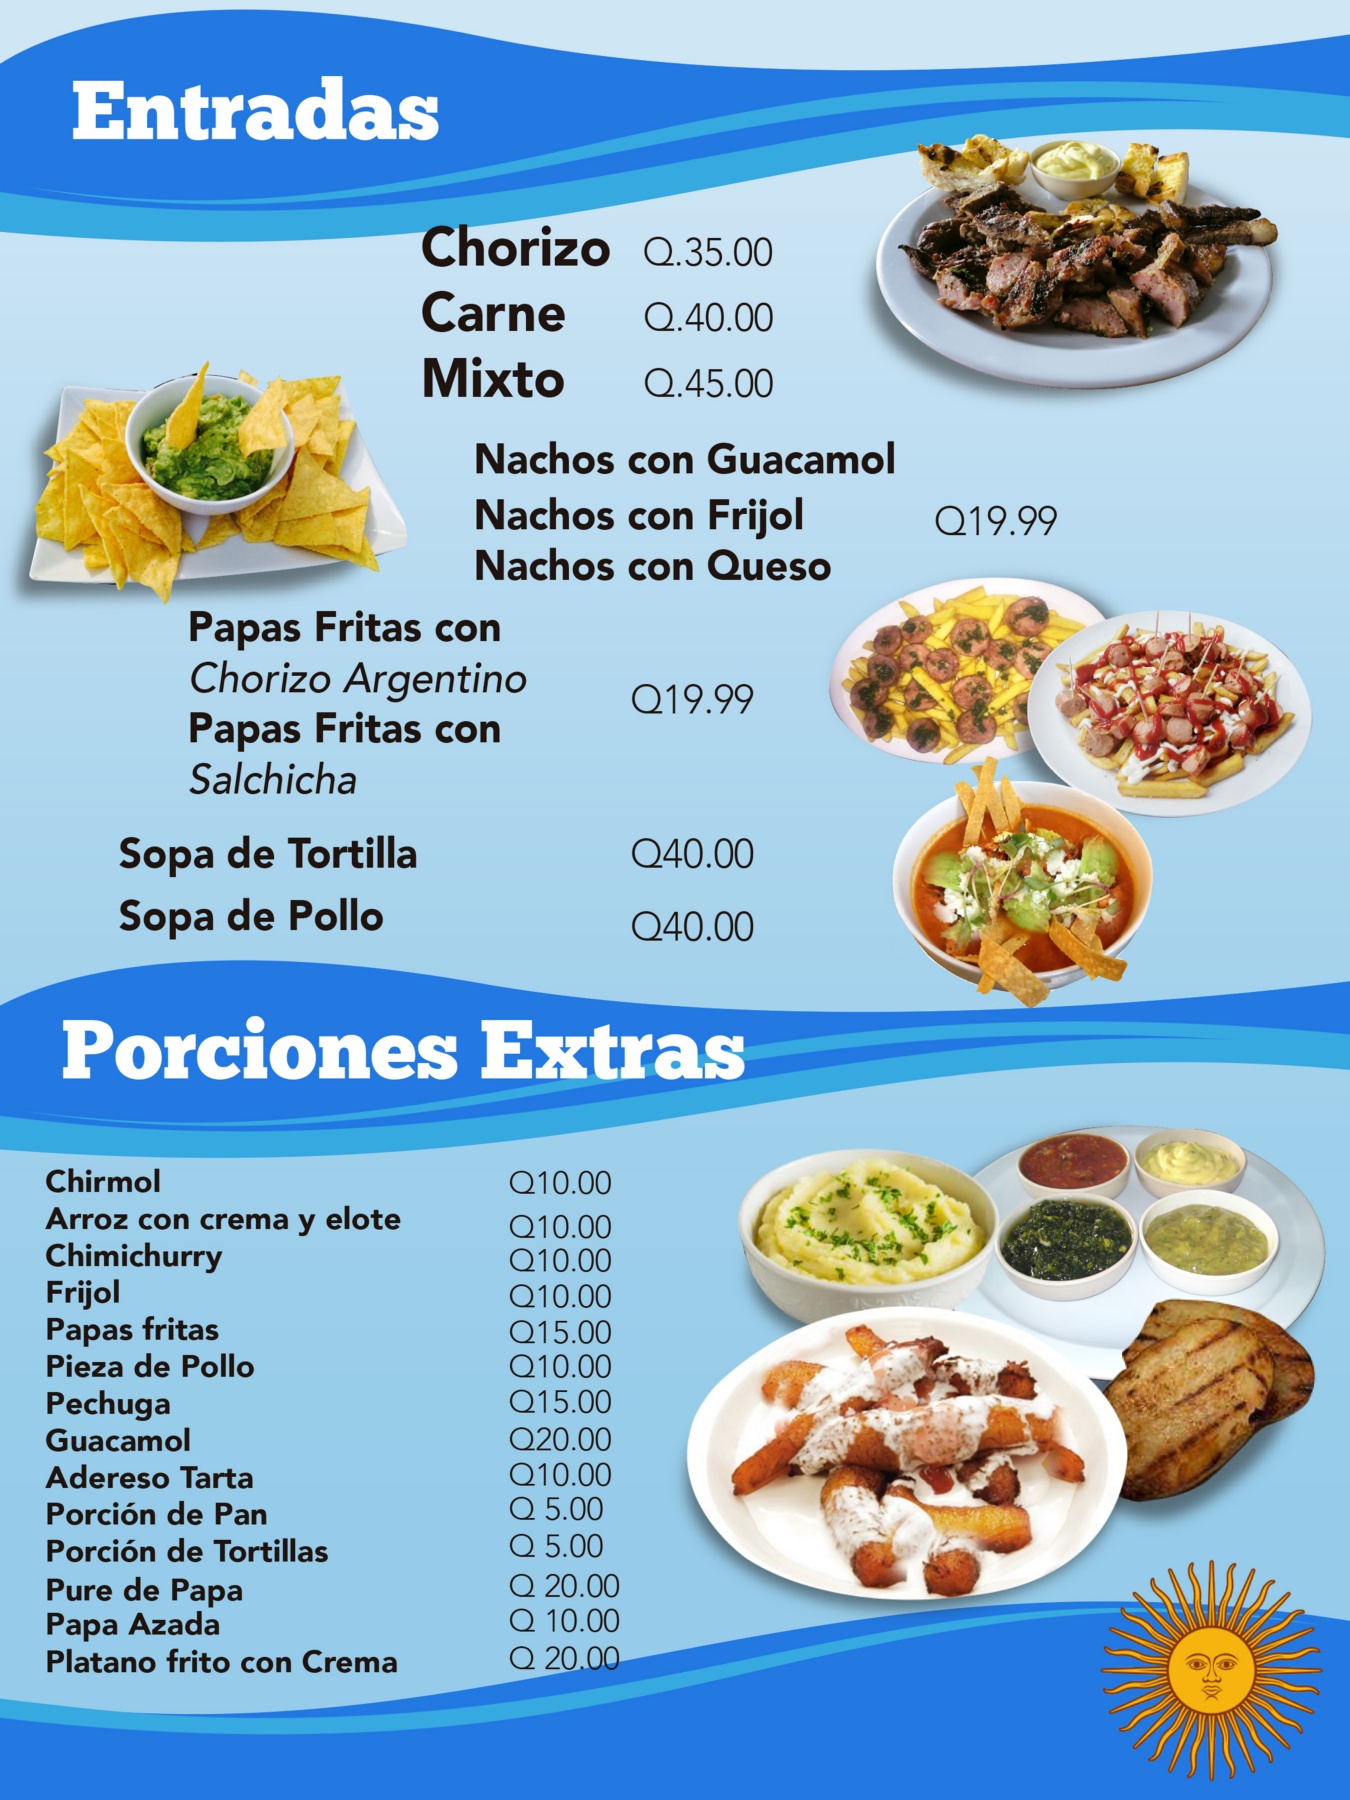 Entradas
Chorizo Q.35.00
Carne Q.40.00
Mixto Q.45.00
Nachos con Guacamol
Nachos con Frijol Q19.99
Nachos con Queso
Papas Fritas con
Chorizo Argentino
Q19.99
Papas Fritas con
Salchicha
Sopa de Tortilla Q40.00
Sopa de Pollo Q40.00
Porciones Extras
Chirmol Q10.00
Arroz con crema y elote Q10.00
Chimichurry Q10.00
Frijol Q10.00
Papas fritas Q15.00
Pieza de Pollo Q10.00
Pechuga Q15.00
Guacamol Q20.00
Adereso Tarta Q10.00
Porción de Pan Q 5.00
Porción de Tortillas Q 5.00
Pure de Papa Q 20.00
Papa Azada Q 10.00
Platano frito con Crema Q 20.00